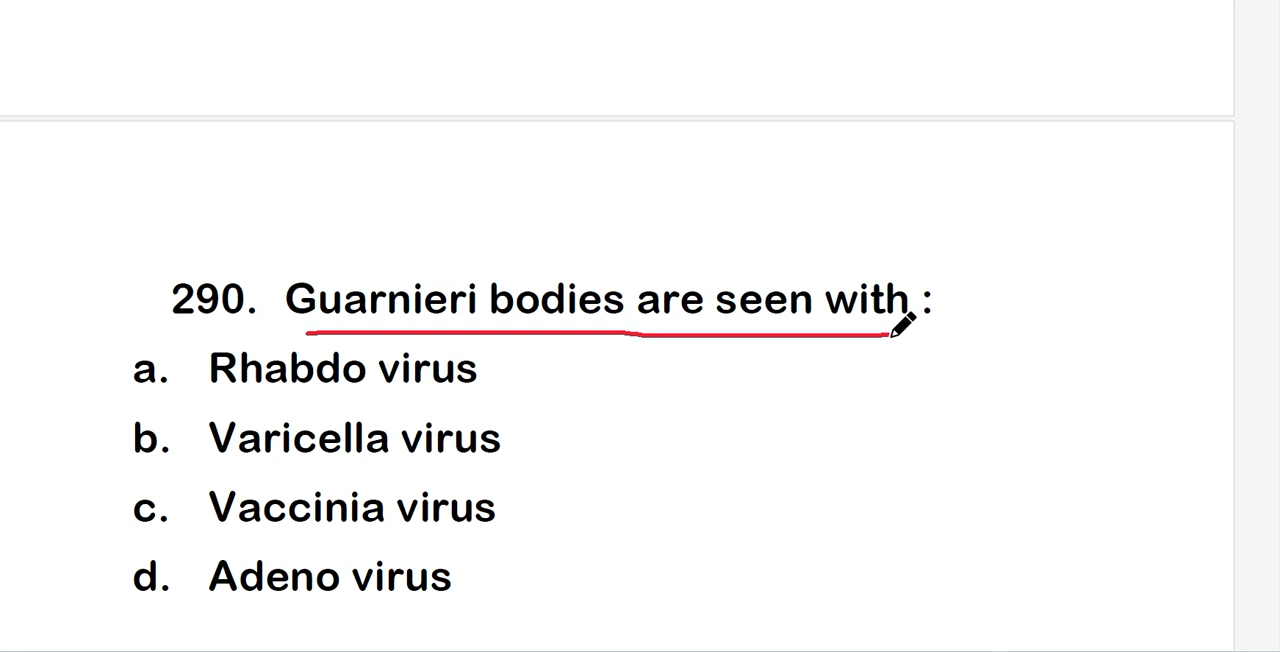 290. Guarnieri bodies are seen with :
a. Rhabdo virus
b. Varicella virus
c. Vaccinia virus
d. Adeno virus